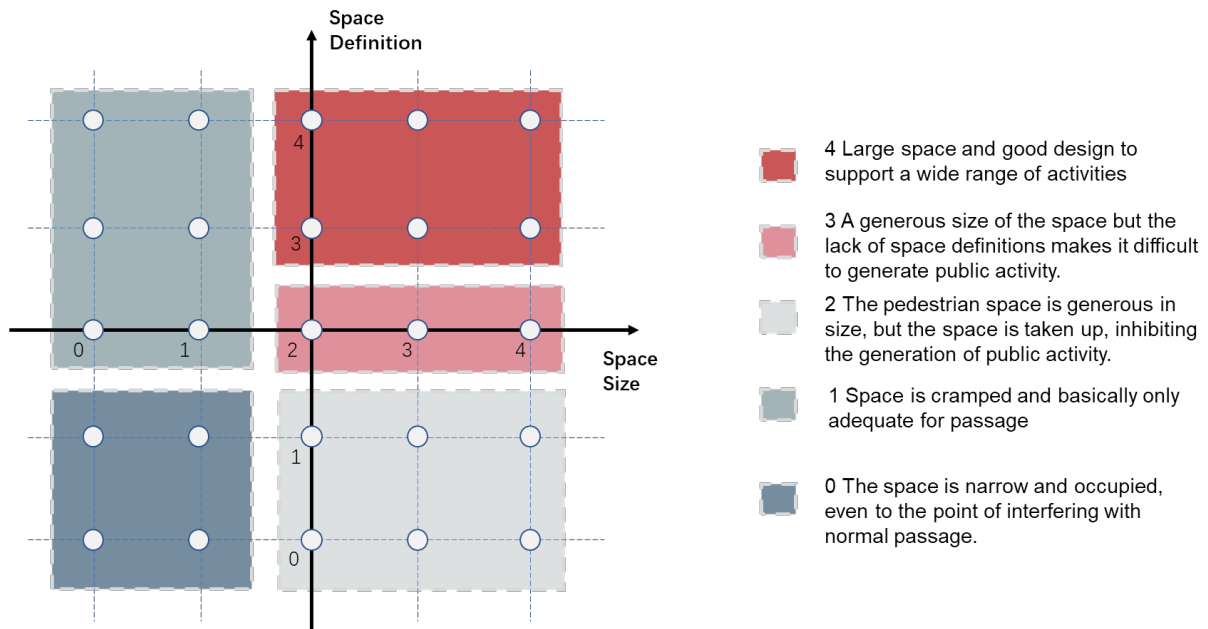 Space
Definition
4
3
0
1
2
3
4
Space
Size
1
0
4 Large space and good design to
support a wide range of activities
3 A generous size of the space but the
lack of space definitions makes it difficult
to generate public activity.
2 The pedestrian space is generous in
size, but the space is taken up, inhibiting
the generation of public activity.
1 Space is cramped and basically only
adequate for passage
0 The space is narrow and occupied,
even to the point of interfering with
normal passage.